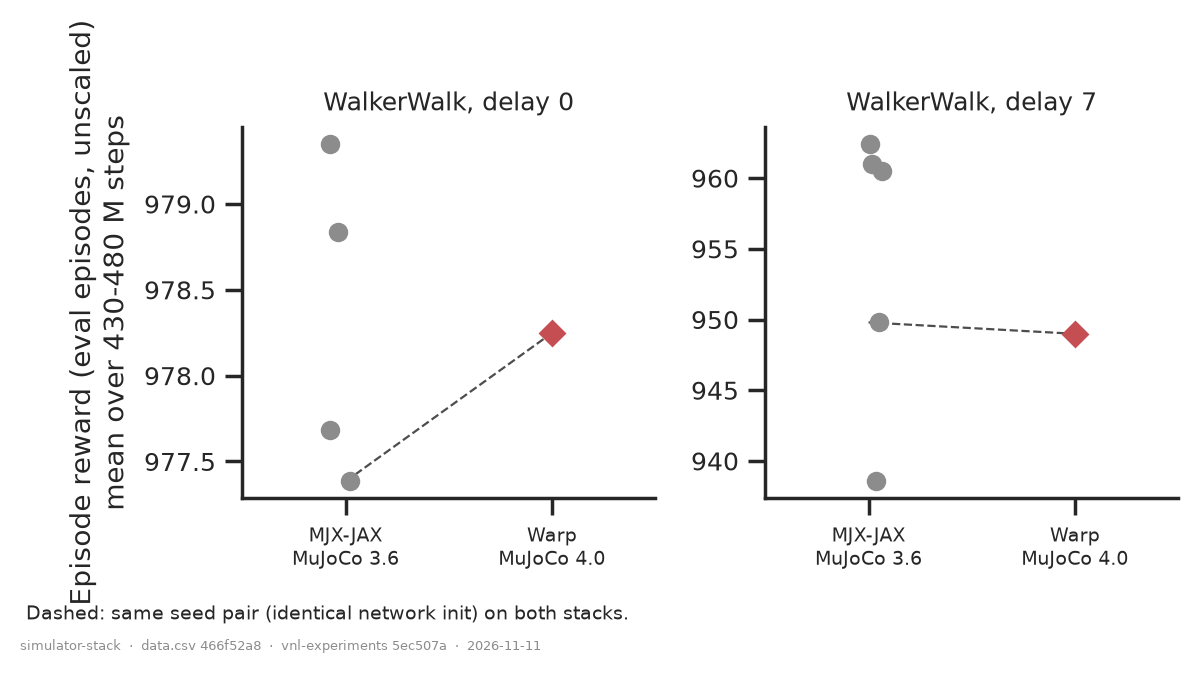 Episode reward (eval episodes, unscaled)
mean over 430-480 M steps
WalkerWalk, delay 0
979.0
978.5
978.0
977.5
MJX-JAX
MuJoCo 3.6
Warp
MuJoCo 4.0
WalkerWalk, delay 7
960
955
950
945
940
MJX-JAX
MuJoCo 3.6
Warp
MuJoCo 4.0
Dashed: same seed pair (identical network init) on both stacks.
simulator-stack · data.csv 466f52a8 · vnl-experiments 5ec507a · 2026-11-11